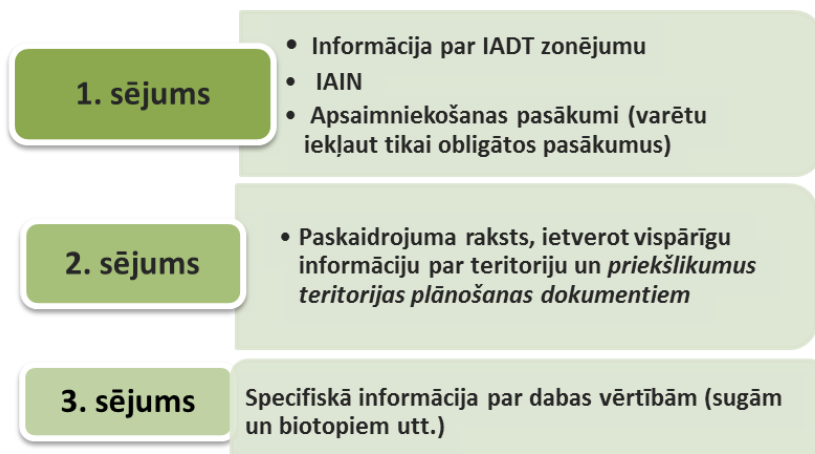 1. sējums
• Informācija par IADT zonējumu
• IAIN
• Apsaimniekošanas pasākumi (varētu
iekļaut tikai obligātos pasākumus)
2. sējums
• Paskaidrojuma raksts, ietverot vispārīgu
informāciju par teritoriju un priekšlikumus
teritorijas plānošanas dokumentiem
3. sējums
Specifiskā informācija par dabas vērtībām (sugām
un biotopiem utt.)